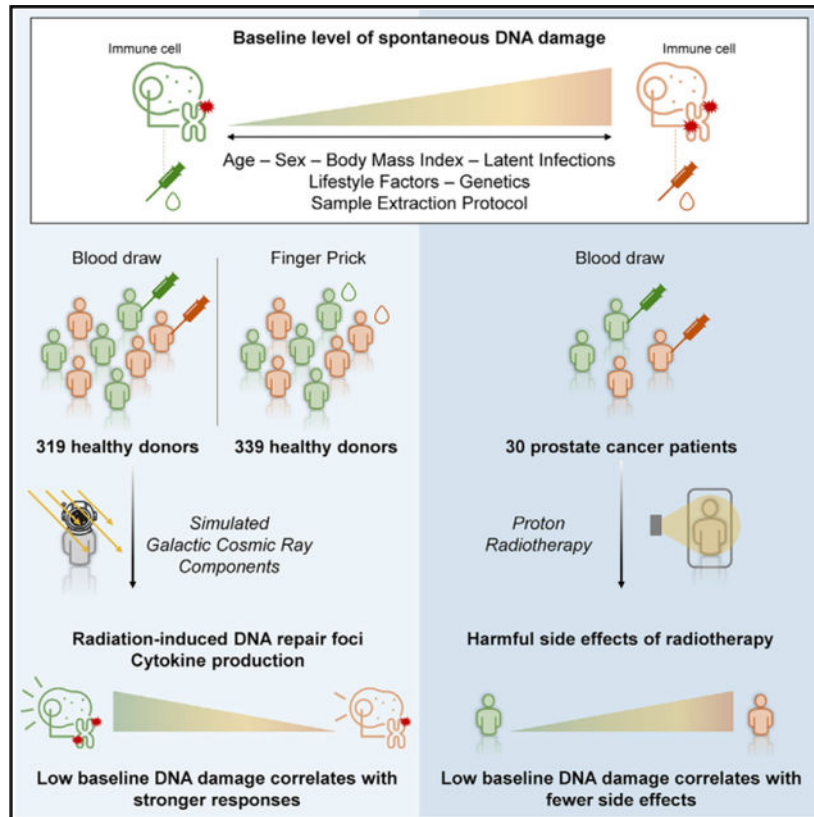 Baseline level of spontaneous DNA damage
Immune cell
Immune cell
Age – Sex – Body Mass Index – Latent Infections
Lifestyle Factors – Genetics
Sample Extraction Protocol
Blood draw
Finger Prick
319 healthy donors
339 healthy donors
Simulated
Galactic Cosmic Ray
Components
Radiation-induced DNA repair foci
Cytokine production
Low baseline DNA damage correlates with
stronger responses
Blood draw
30 prostate cancer patients
Proton
Radiotherapy
Harmful side effects of radiotherapy
Low baseline DNA damage correlates with
fewer side effects